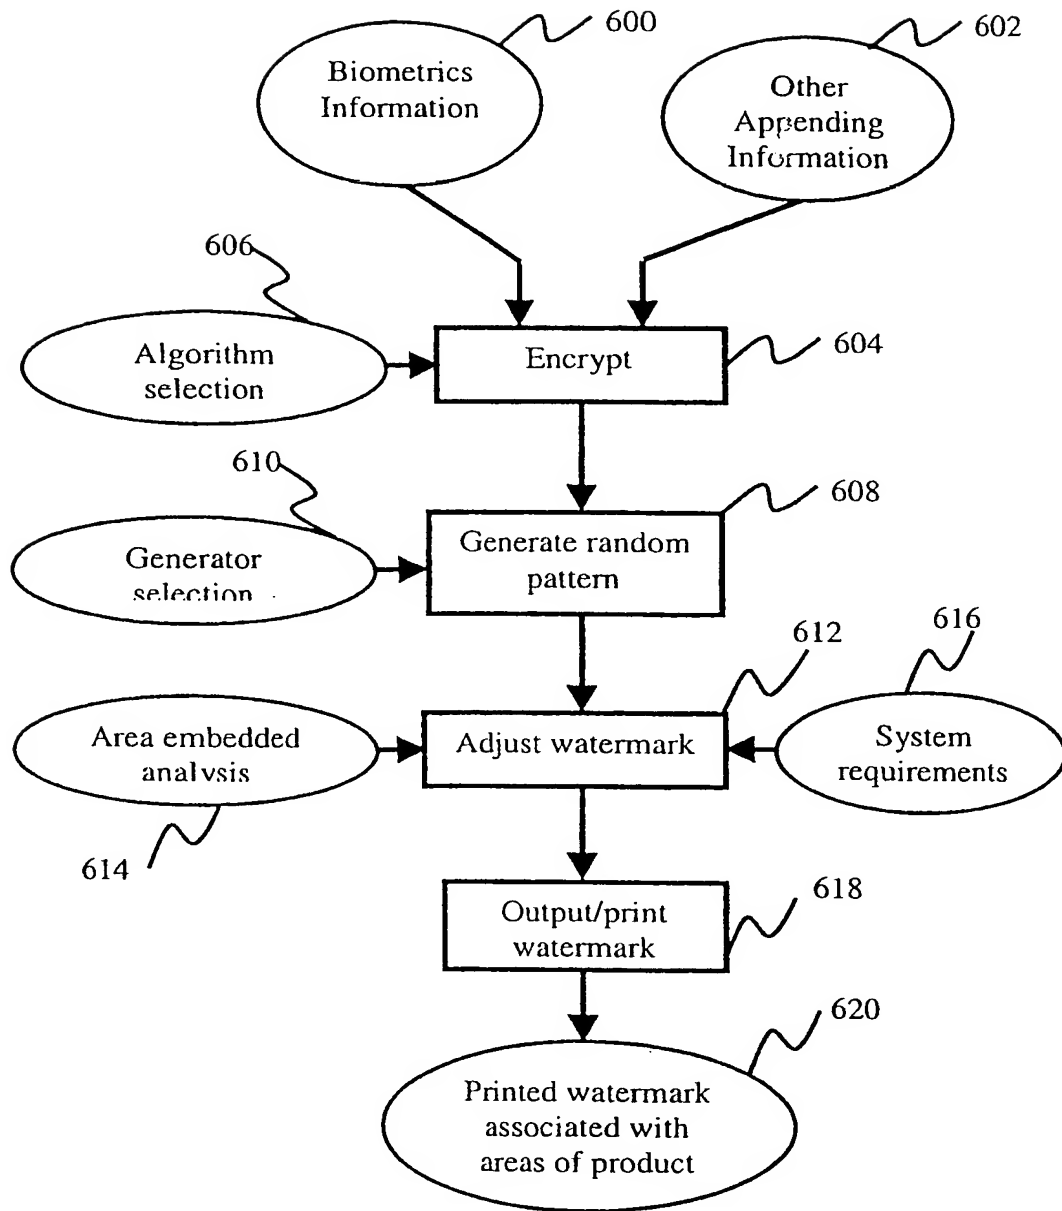 600
602
Biometrics
Information
Other
Appending
Information
606
Algorithm
selection
Encrypt
604
610
Generator
selection
Generate random
pattern
608
612
616
Area embedded
analysis
Adjust watermark
System
requirements
614
Output/print
watermark
618
620
Printed watermark
associated with
areas of product